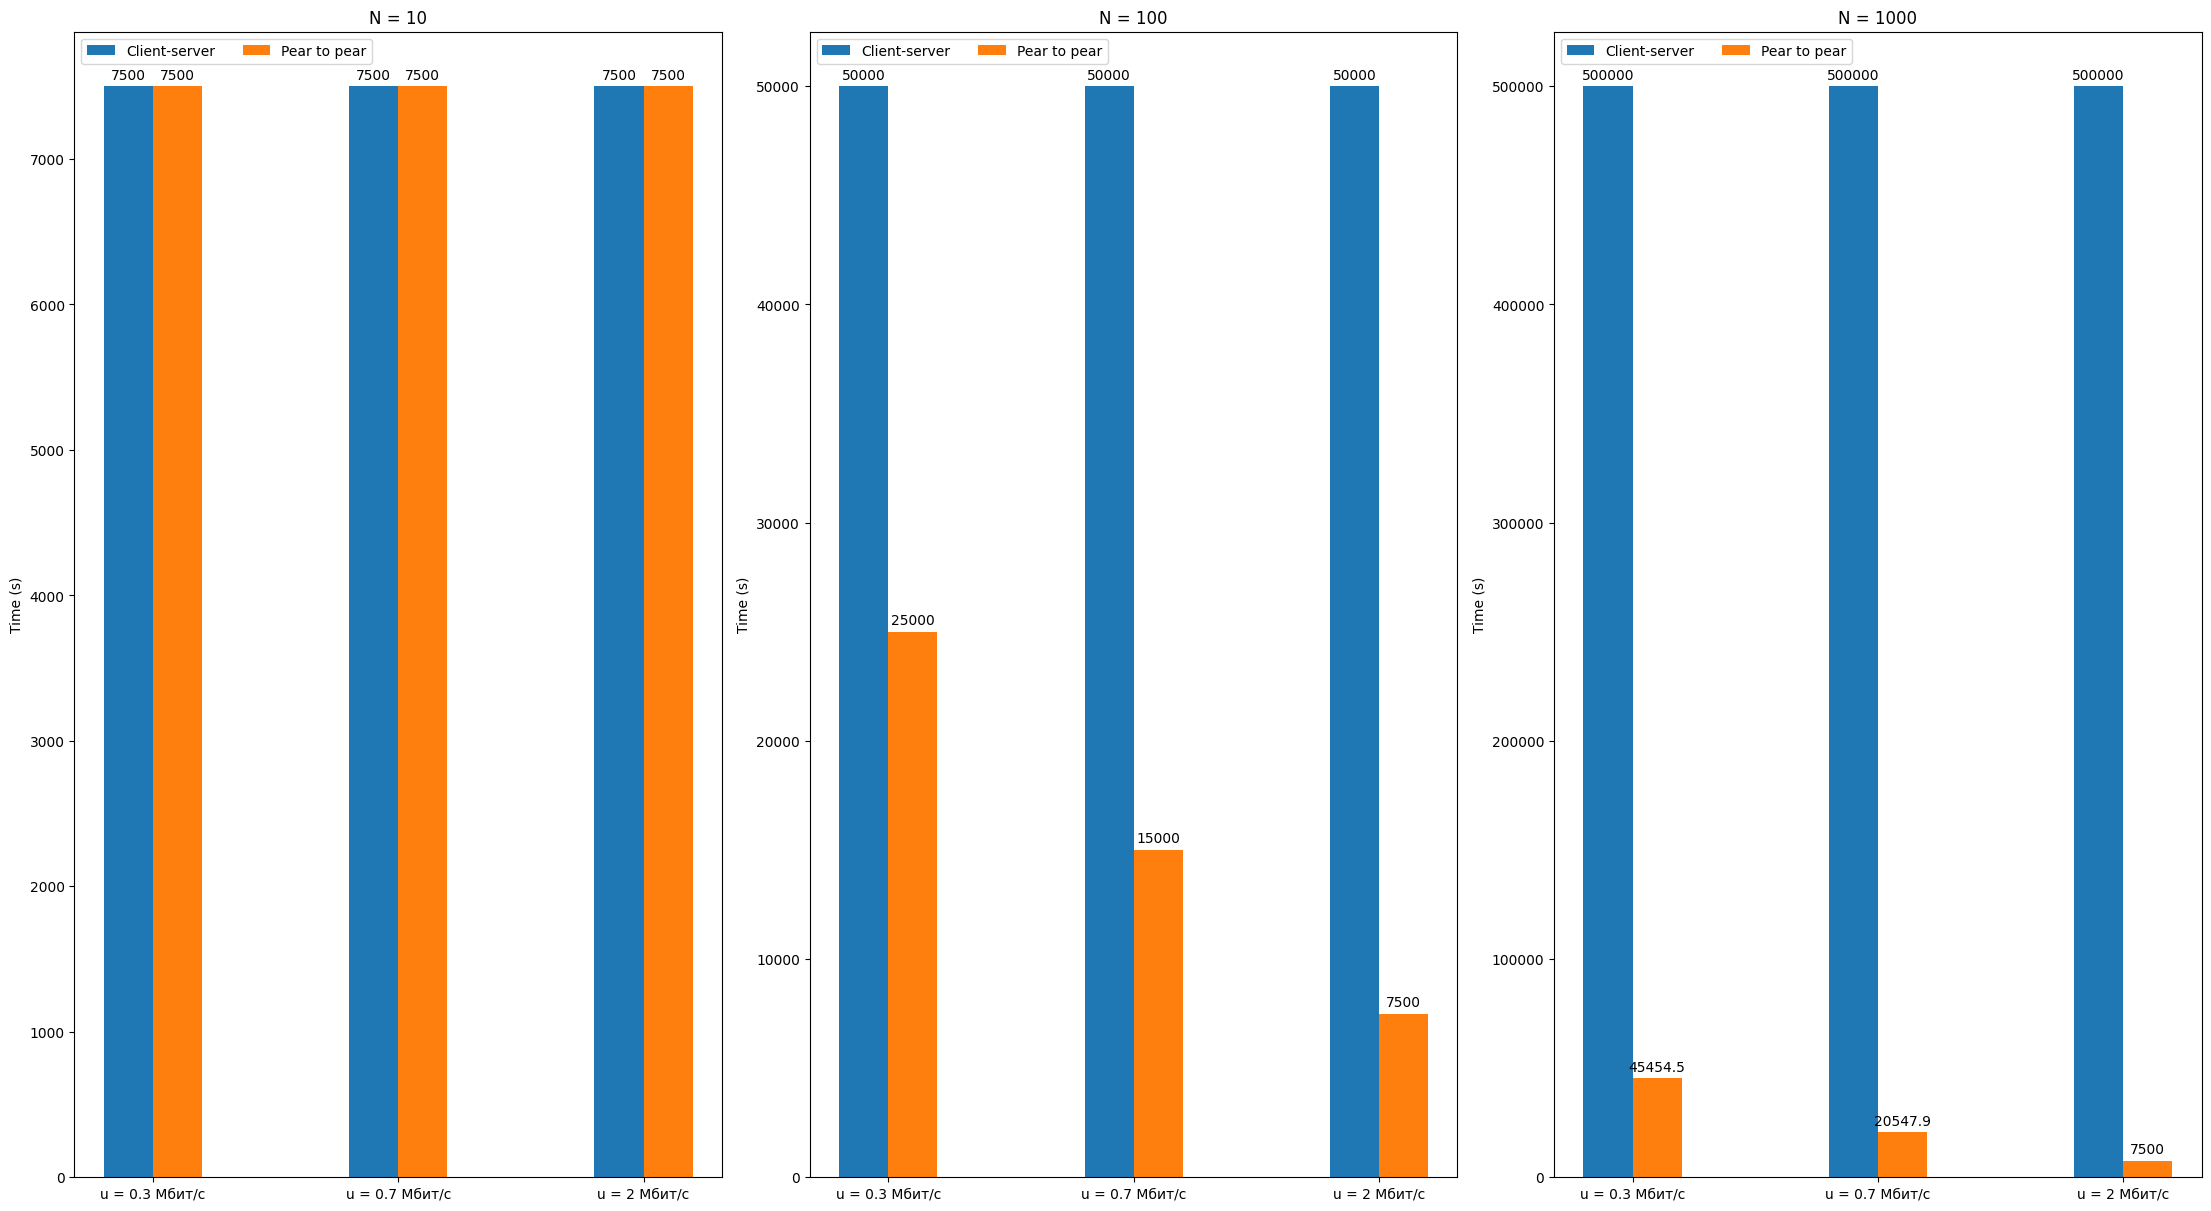 N = 10
Client-server Pear to pear
7500 7500 7500 7500 7500 7500
7000
6000
5000
4000
3000
2000
1000
0
Time (s)
u = 0.3 Мбит/с u = 0.7 Мбит/с u = 2 Мбит/с
N = 100
Client-server Pear to pear
50000 50000 50000
25000
15000
7500
50000
40000
30000
20000
10000
0
Time (s)
u = 0.3 Мбит/с u = 0.7 Мбит/с u = 2 Мбит/с
N = 1000
Client-server Pear to pear
500000 500000 500000
45454.5
20547.9
7500
500000
400000
300000
200000
100000
0
Time (s)
u = 0.3 Мбит/с u = 0.7 Мбит/с u = 2 Мбит/с